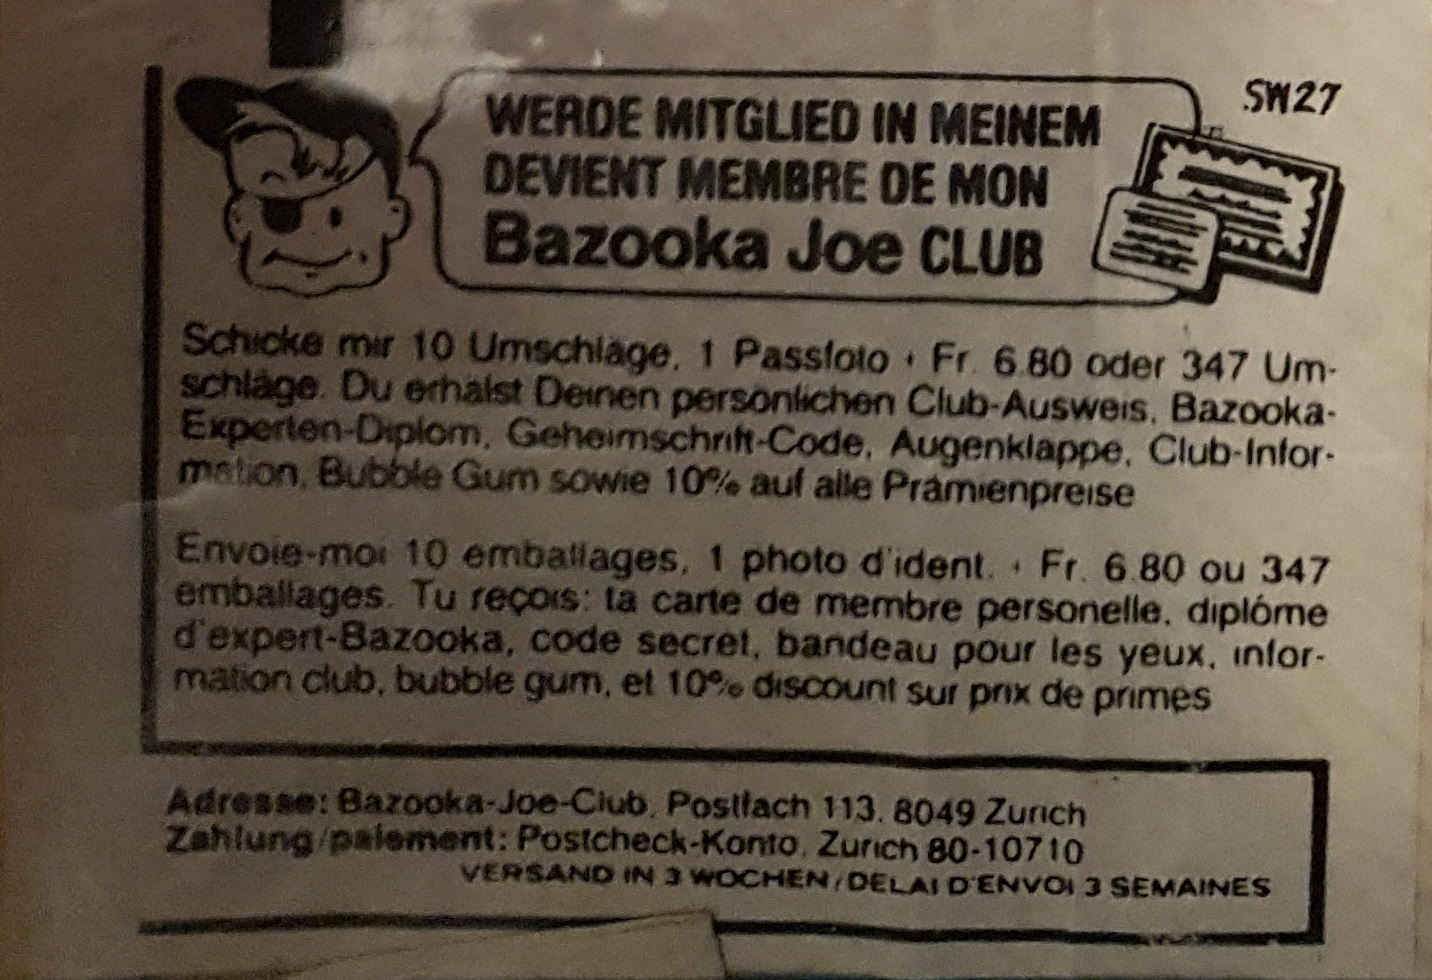 SW27
WERDE MITGLIED IN MEINEM
DEVIENT MEMBRE DE MON
Bazooka Joe CLUB
Schicke mir 10 Umschläge, 1 Passfoto + Fr. 6.80 oder 347 Um-
schläge. Du erhälst Deinen persönlichen Club-Ausweis, Bazooka-
Experten-Diplom, Geheimschrift-Code, Augenklappe, Club-Infor-
mation, Bubble Gum sowie 10% auf alle Prämienpreise
Envoie-moi 10 emballages, 1 photo d'ident. + Fr. 6.80 ou 347
emballages. Tu reçois: ta carte de membre personelle, diplôme
d'expert-Bazooka, code secret, bandeau pour les yeux, infor-
mation club, bubble gum, et 10% discount sur prix de primes
Adresse: Bazooka-Joe-Club, Postfach 113, 8049 Zürich
Zahlung/paiement: Postcheck-Konto, Zürich 80-10710
VERSAND IN 3 WOCHEN/DELAI D'ENVOI 3 SEMAINES